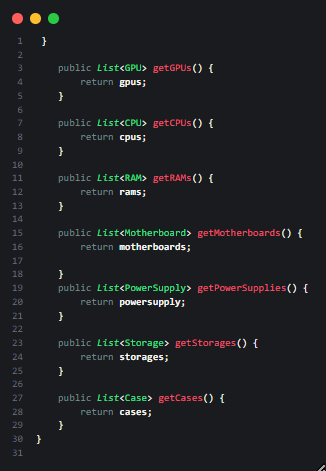 1 }
2
3 public List<GPU> getGPUs() {
4 return gpus;
5 }
6
7 public List<CPU> getCPUs() {
8 return cpus;
9 }
10
11 public List<RAM> getRAMs() {
12 return rams;
13 }
14
15 public List<Motherboard> getMotherboards() {
16 return motherboards;
17
18 }
19 public List<PowerSupply> getPowerSupplies() {
20 return powersupply;
21 }
22
23 public List<Storage> getStorages() {
24 return storages;
25 }
26
27 public List<Case> getCases() {
28 return cases;
29 }
30 }
31